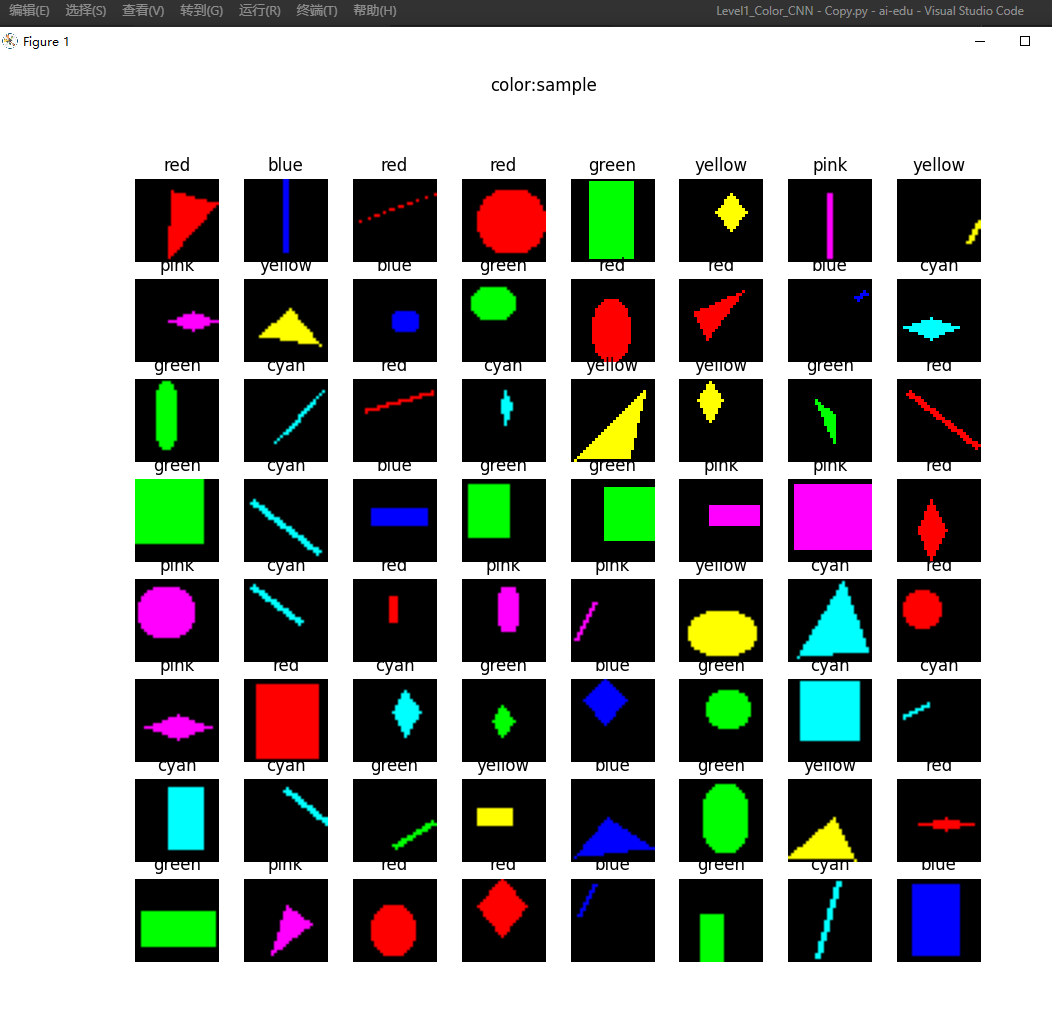 编辑(E) 选择(S) 查看(V) 转到(G) 运行(R) 终端(T) 帮助(H) Level1_Color_CNN - Copy.py - ai-edu - Visual Studio Code
Figure 1
color:sample
red blue red red green yellow pink yellow
pink yellow blue green red red blue cyan
green cyan red cyan yellow yellow green red
green cyan blue green green pink pink red
pink cyan red pink pink yellow cyan red
pink red cyan green blue green cyan cyan
cyan cyan green yellow blue green yellow red
green pink red red blue green cyan blue